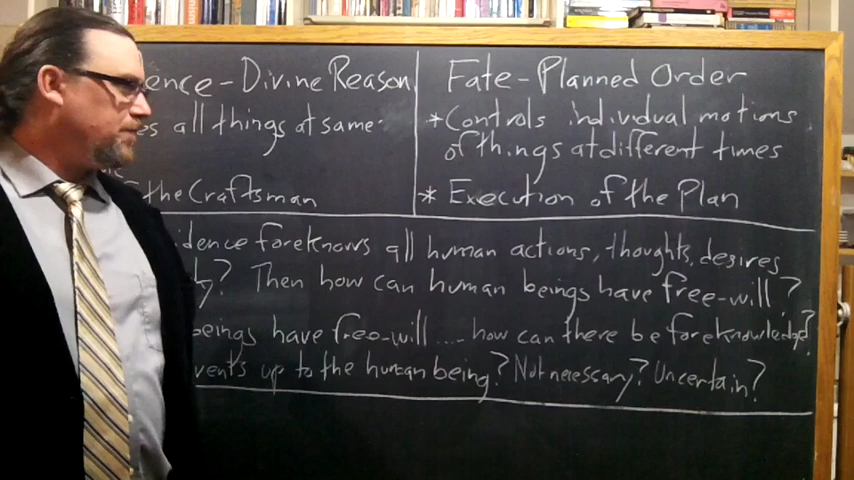 ence - Divine Reason
es all things at same
the Craftsman
Fate - Planned Order
* Controls individual motions
of things at different times
* Execution of the Plan
idence foreknows all human actions, thoughts, desires
y? Then how can human beings have free-will?
beings have free-will .... how can there be foreknowledge?
vents up to the human being? Not necessary? Uncertain?